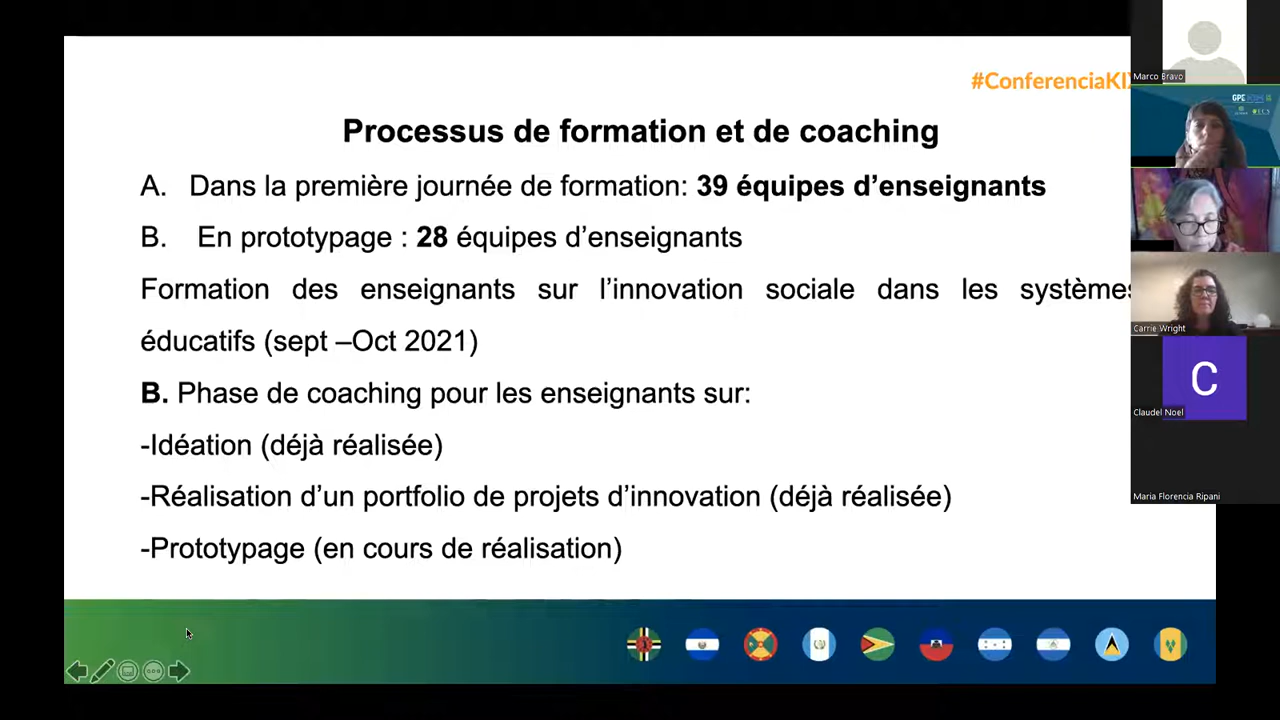 #ConferenciaKI
Processus de formation et de coaching
A. Dans la première journée de formation: 39 équipes d’enseignants
B. En prototypage : 28 équipes d’enseignants
Formation des enseignants sur l’innovation sociale dans les systèmes
éducatifs (sept –Oct 2021)
B. Phase de coaching pour les enseignants sur:
-Idéation (déjà réalisée)
-Réalisation d’un portfolio de projets d’innovation (déjà réalisée)
-Prototypage (en cours de réalisation)
Marco Bravo
GPE
Carrie Wright
C
Claudel Noel
Maria Florencia Ripani